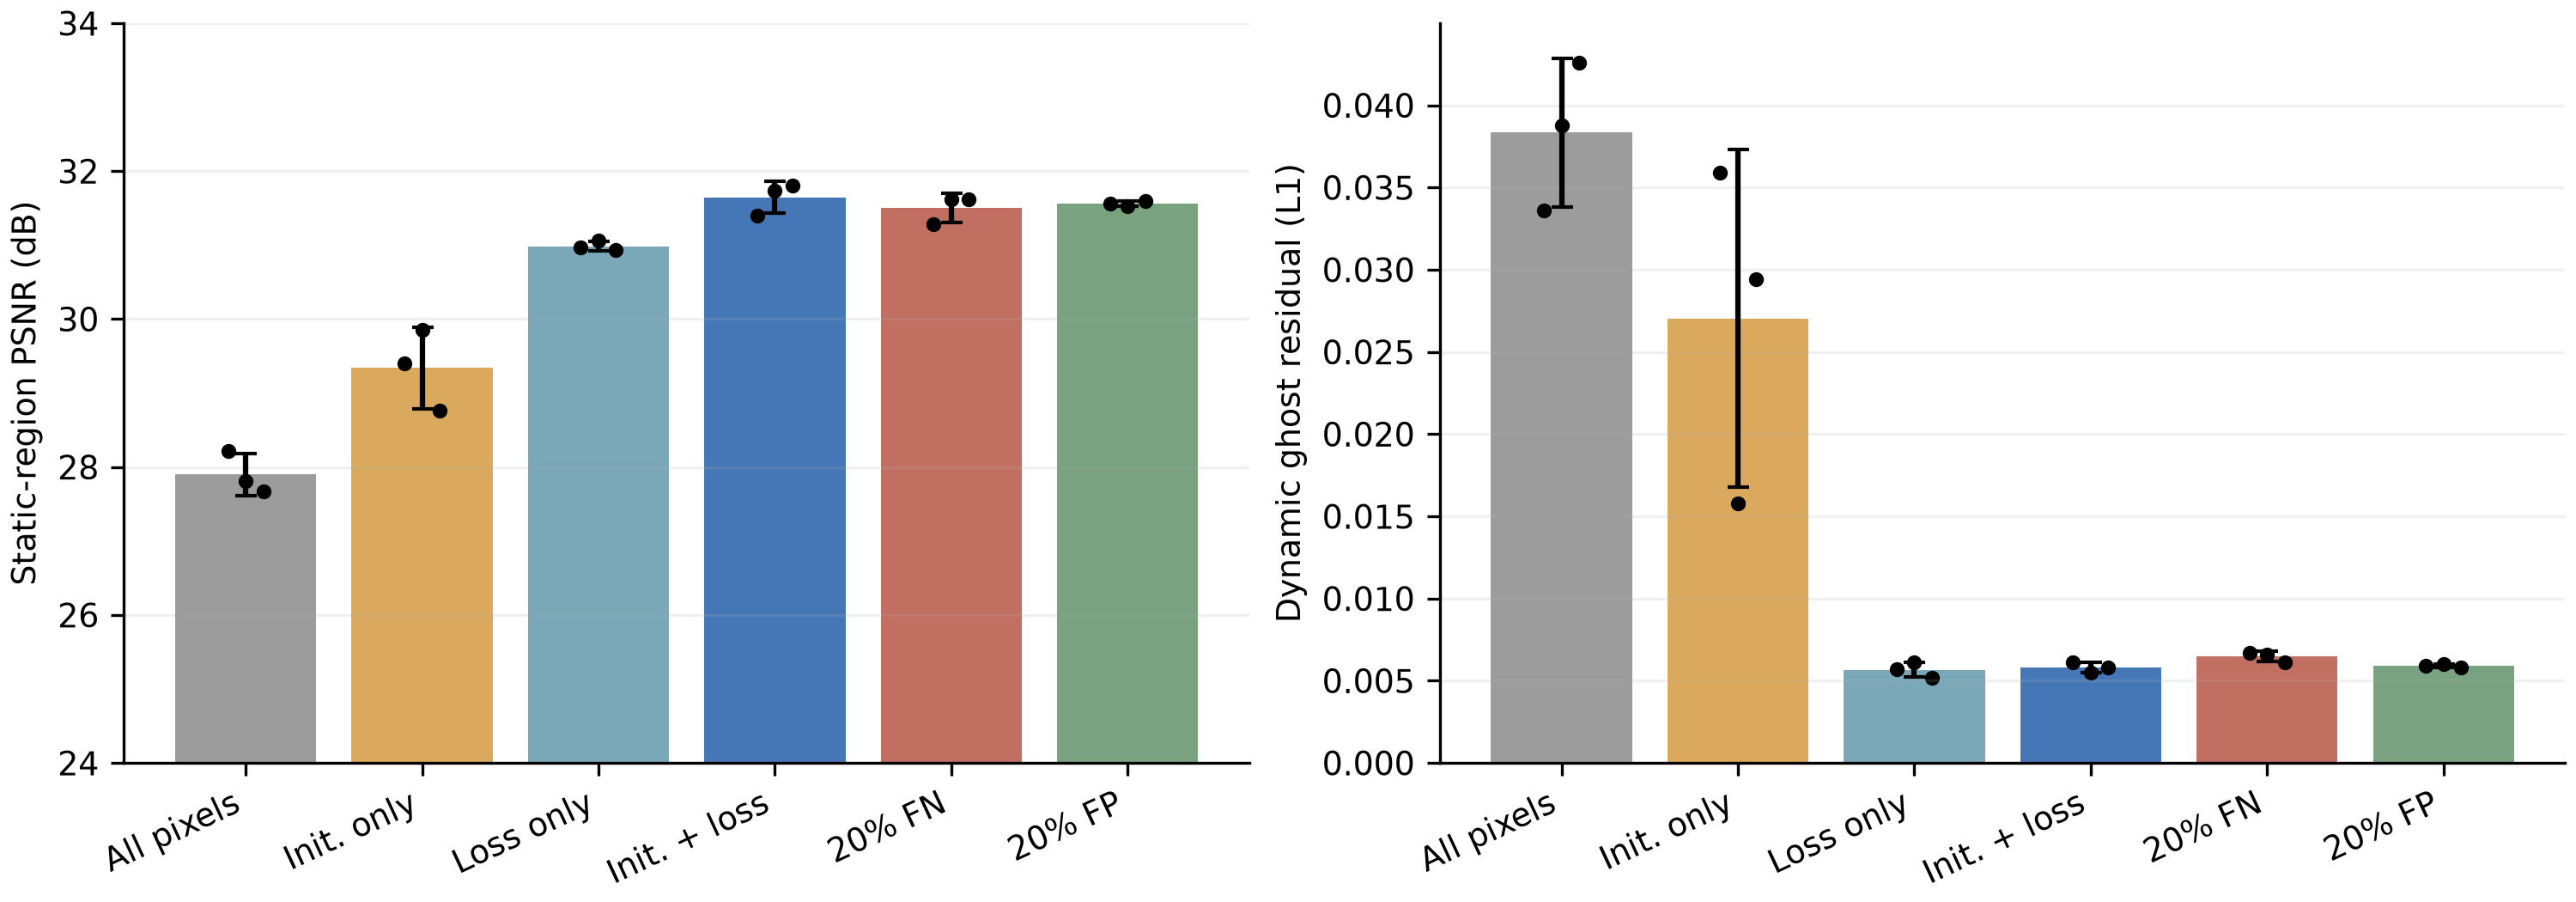 Static-region PSNR (dB)
34
32
30
28
26
24
All pixels
Init. only
Loss only
Init. + loss
20% FN
20% FP
Dynamic ghost residual (L1)
0.040
0.035
0.030
0.025
0.020
0.015
0.010
0.005
0.000
All pixels
Init. only
Loss only
Init. + loss
20% FN
20% FP